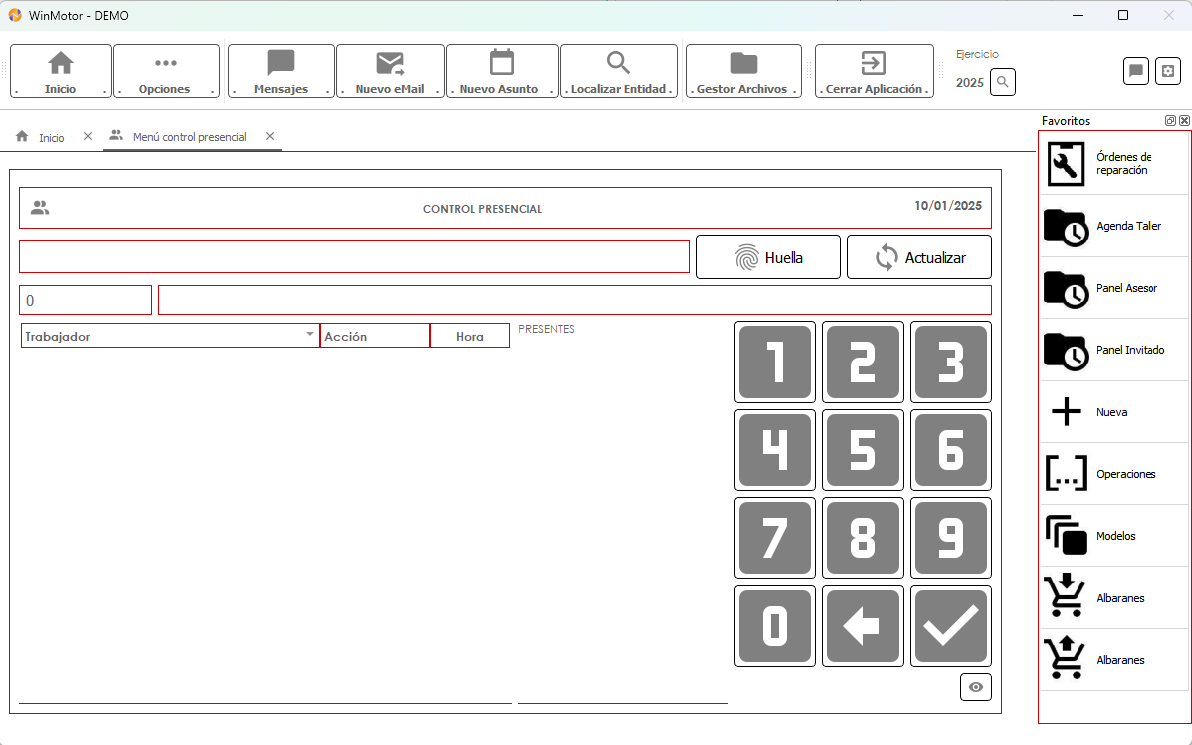 WinMotor - DEMO
. Inicio .
. Opciones .
. Mensajes .
. Nuevo eMail .
. Nuevo Asunto .
. Localizar Entidad .
. Gestor Archivos .
. Cerrar Aplicación .
Ejercicio
2025
Inicio
Menú control presencial
CONTROL PRESENCIAL
10/01/2025
Huella
Actualizar
0
Trabajador
Acción
Hora
PRESENTES
1 2 3
4 5 6
7 8 9
0
Favoritos
Órdenes de
reparación
Agenda Taler
Panel Asesor
Panel Invitado
Nueva
[...]
Operaciones
Modelos
Albaranes
Albaranes